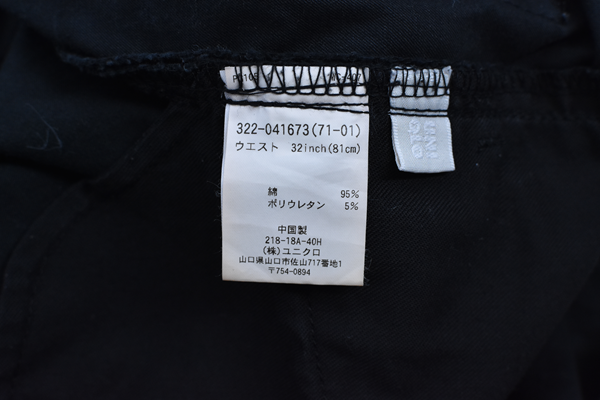 322-041673(71-01)
ウエスト 32inch(81cm)
綿 95%
ポリウレタン 5%
中国製
218-18A-40H
(株)ユニクロ
山口県山口市佐山717番地1
〒754-0894